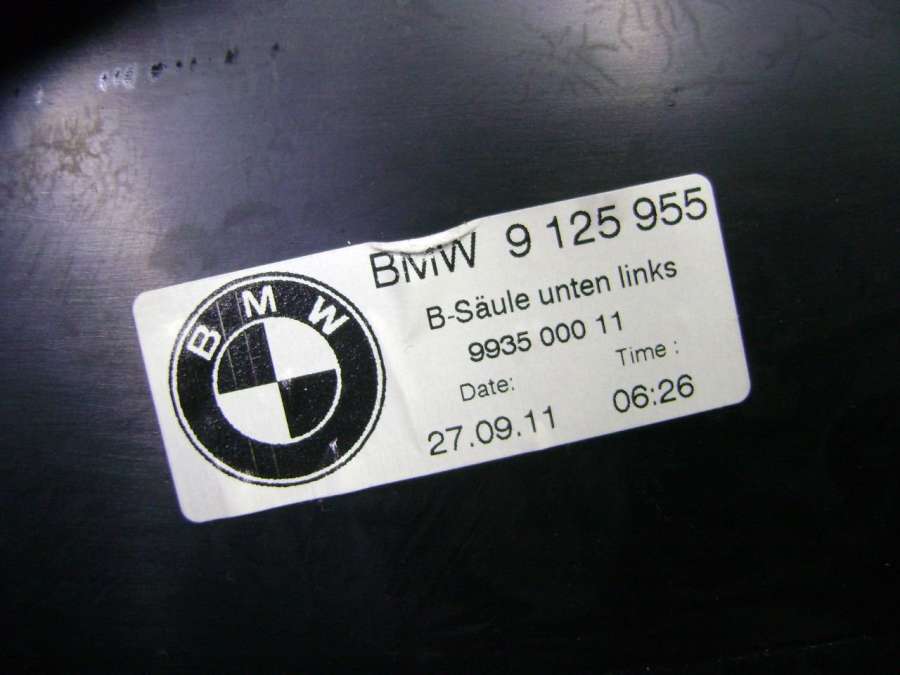 BMW
BMW 9 125 955
B-Säule unten links
9935 000 11
Date: Time :
27.09.11 06:26